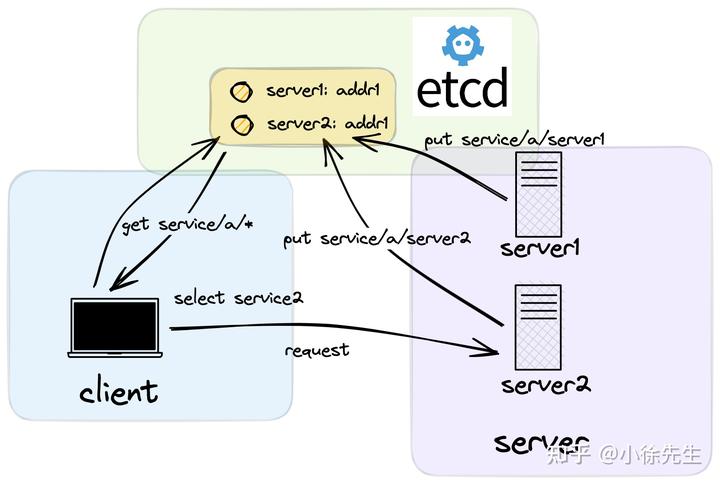 etcd
server1: addr1
server2: addr1
put service/a/server1
get service/a/*
put service/a/server2
server1
select service2
request
client
server2
server
知乎 @小徐先生